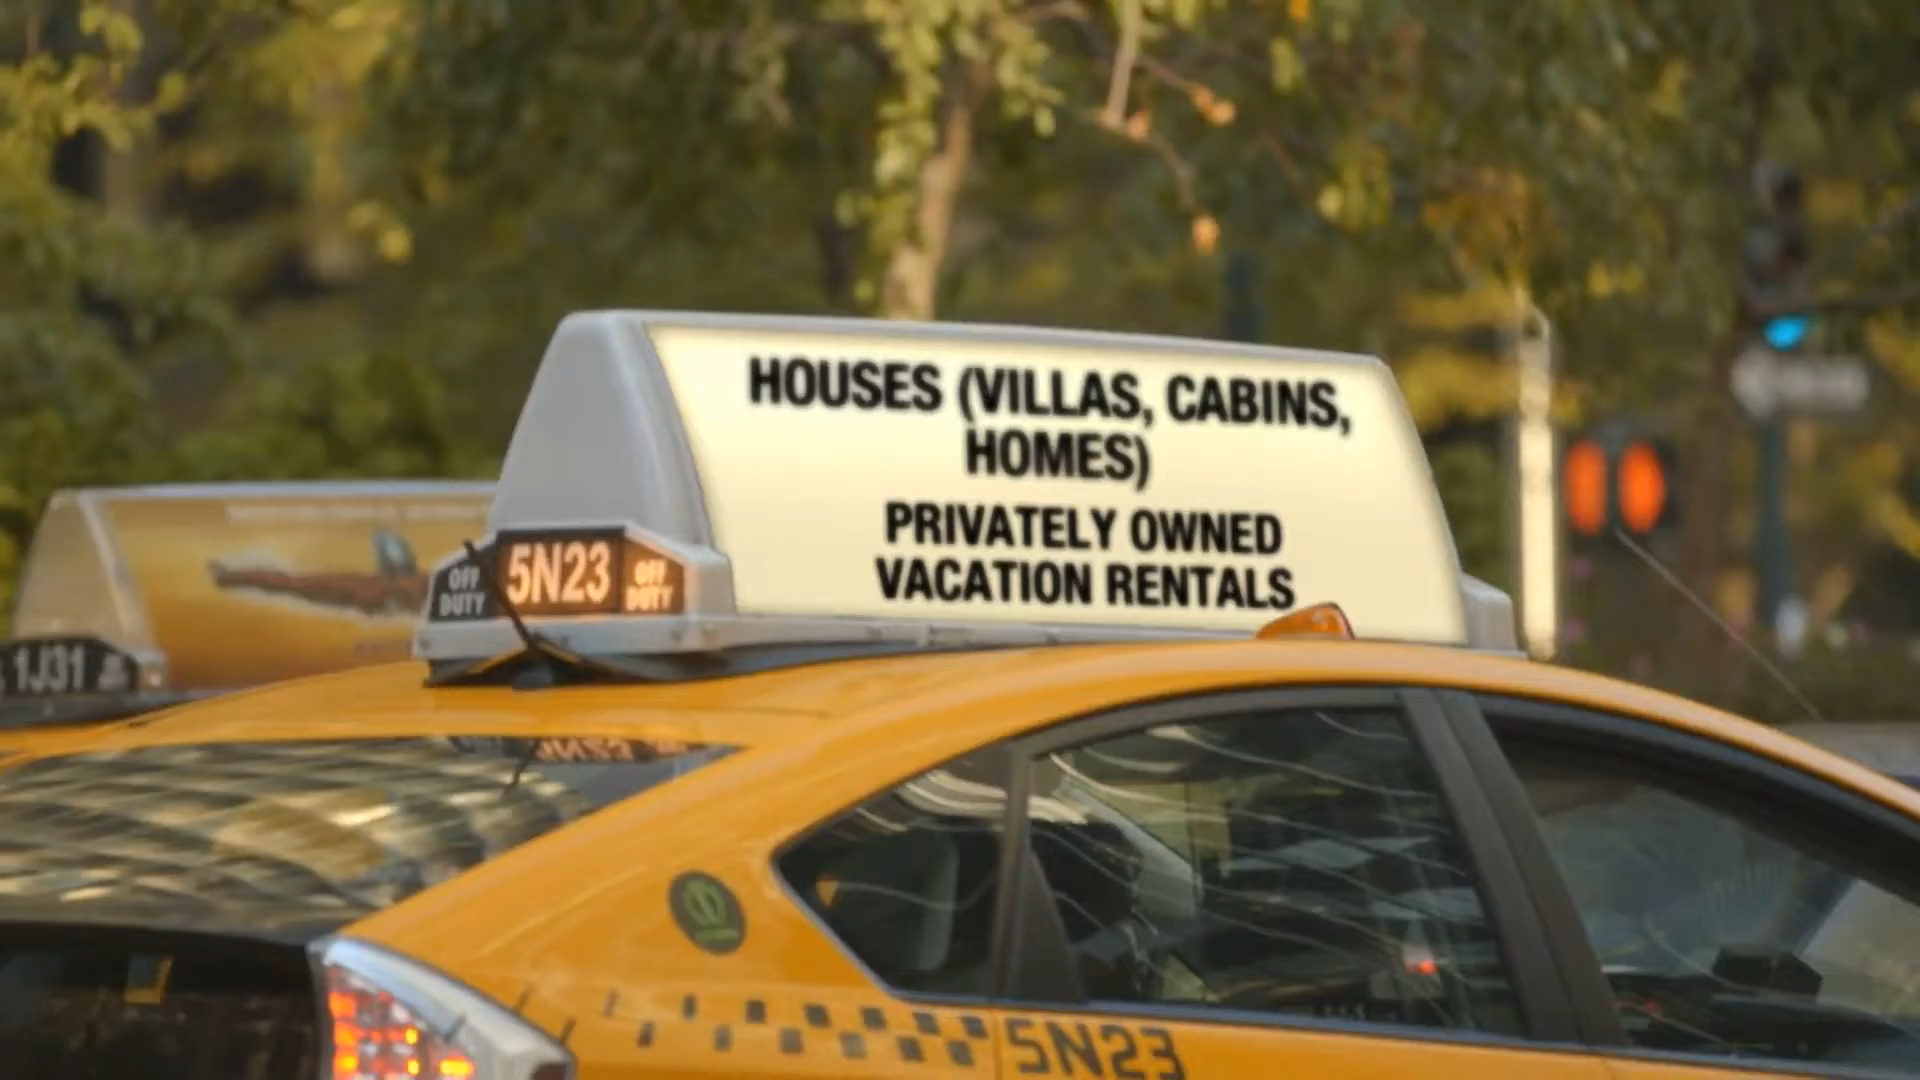 HOUSES (VILLAS, CABINS,
HOMES)
PRIVATELY OWNED
VACATION RENTALS
OFF
DUTY
5N23
OFF
DUTY
1J31
5N23